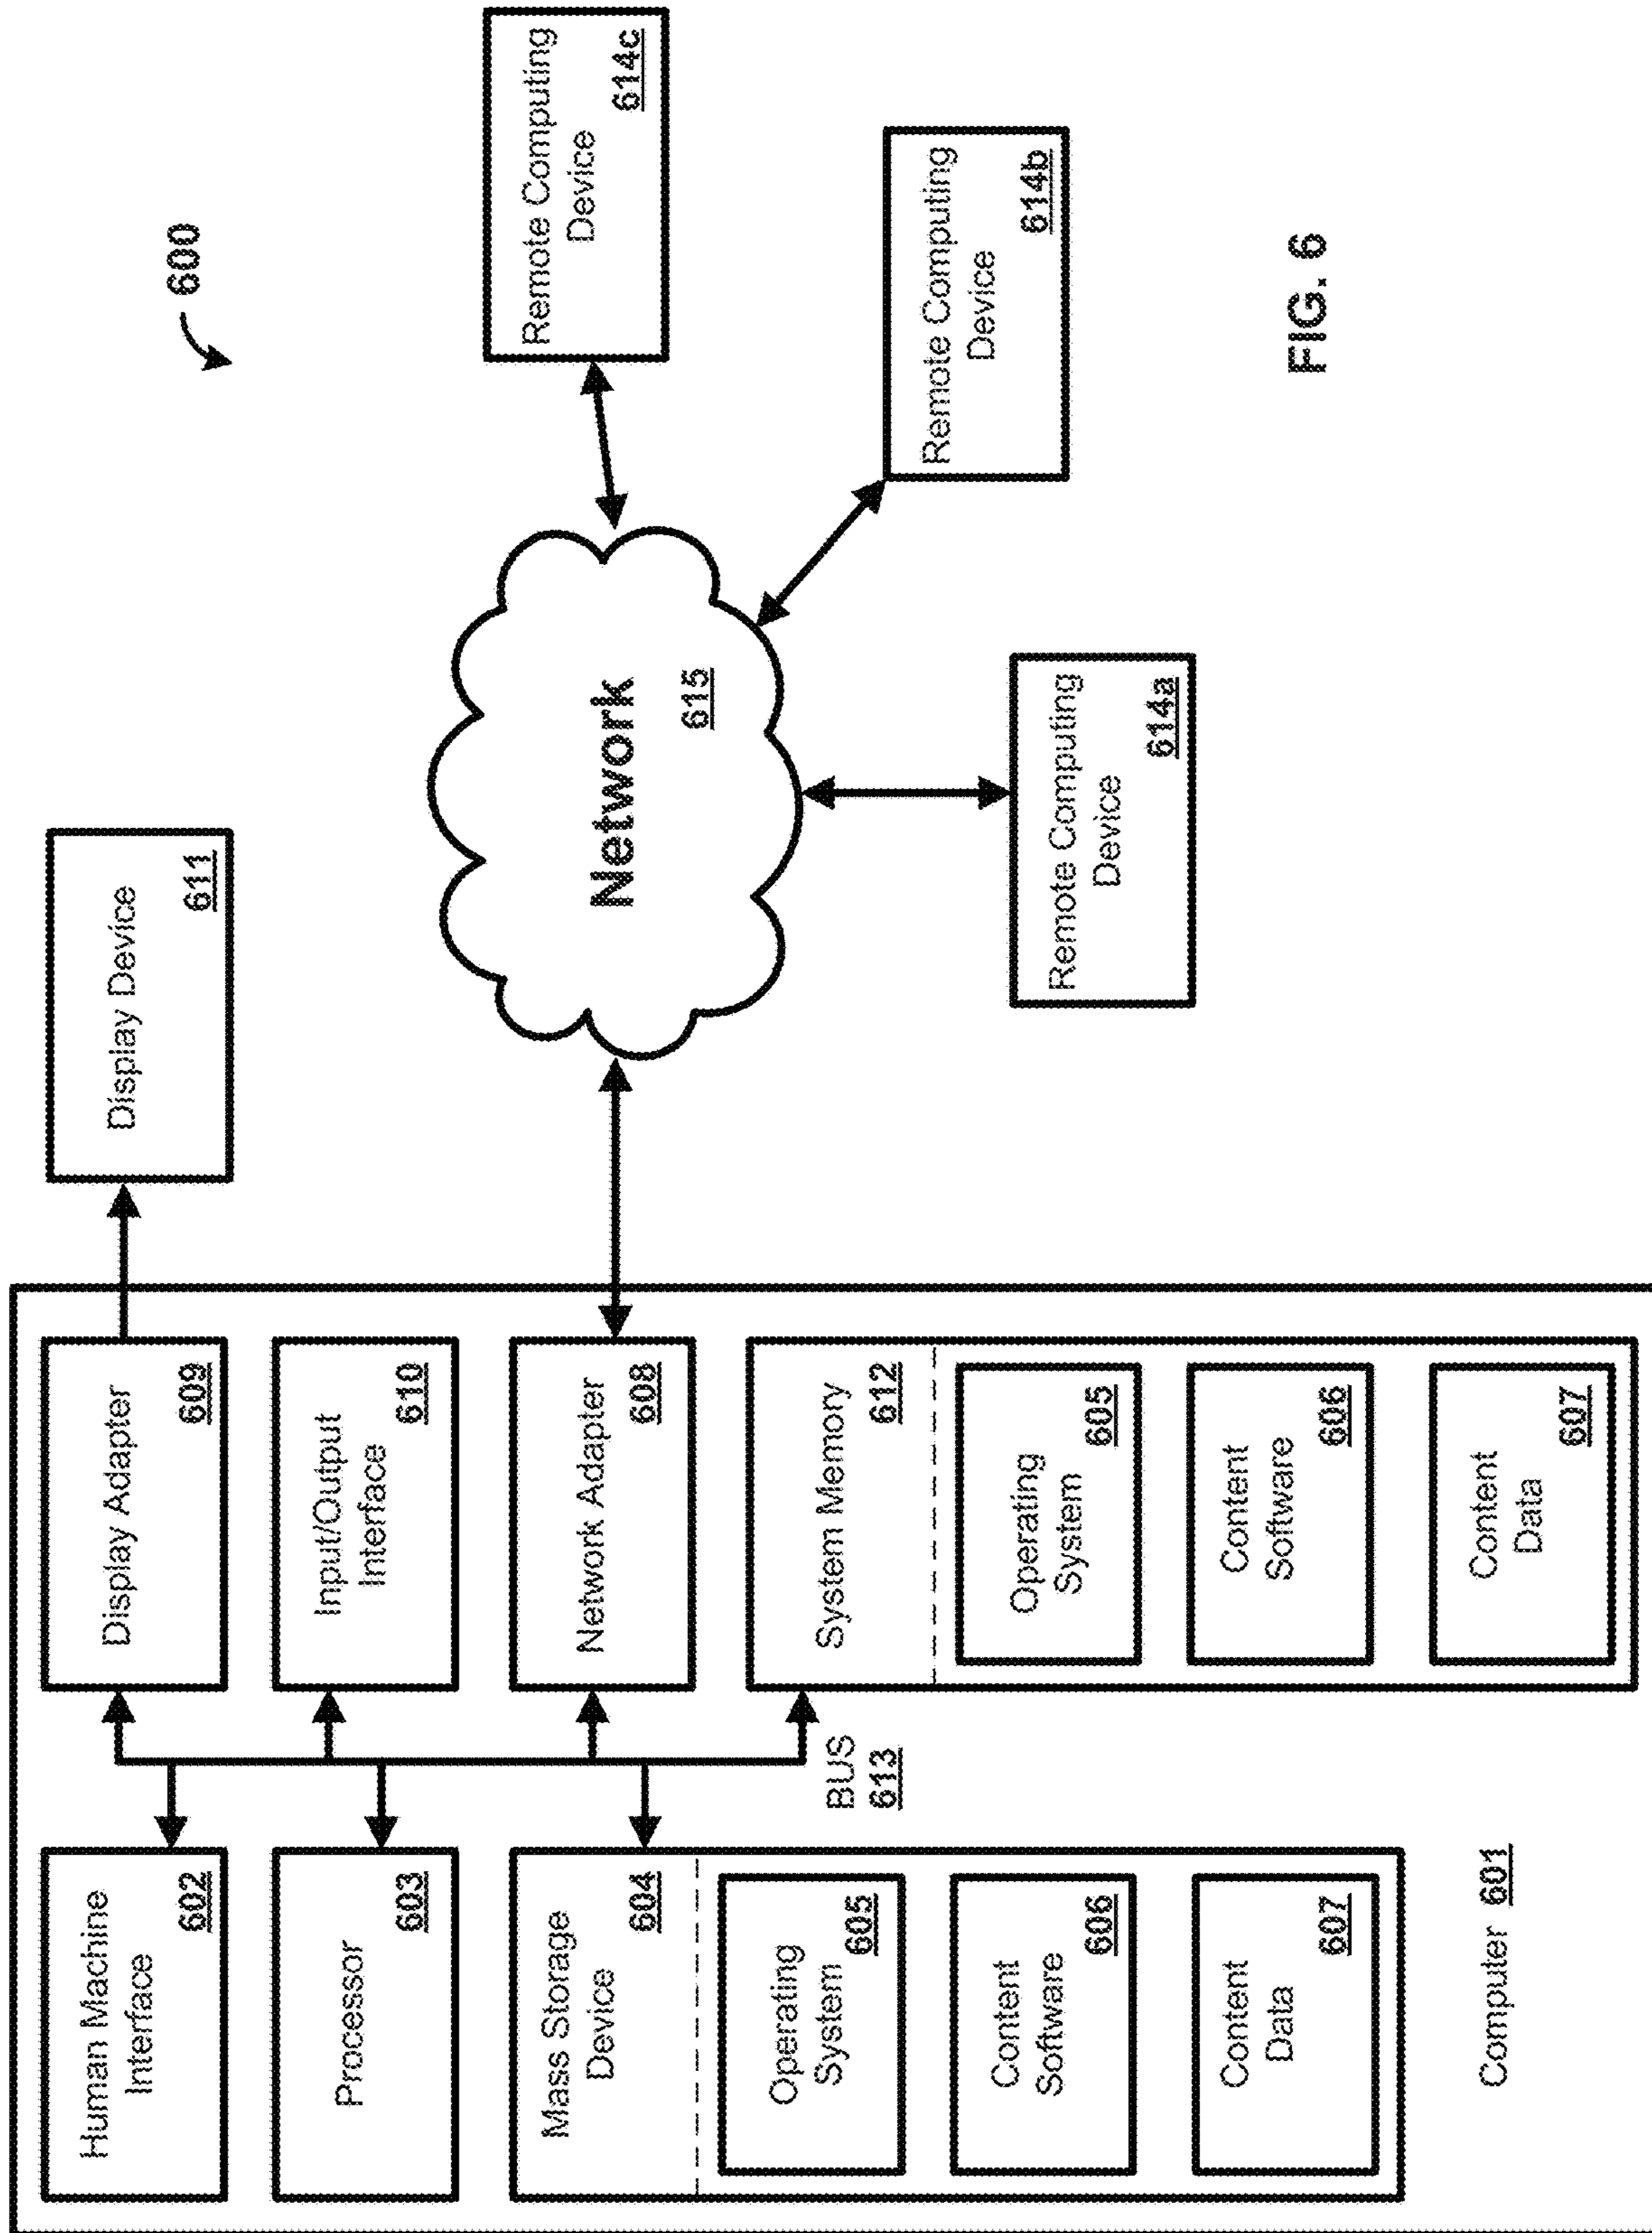 600
Human Machine
Interface
602
Processor
603
Mass Storage
Device
604
Operating
System
605
Content
Software
606
Content
Data
607
Computer 601
BUS
613
Display Adapter
609
Input/Output
Interface
610
Network Adapter
608
System Memory
612
Operating
System
605
Content
Software
606
Content
Data
607
Display Device
611
Network
615
Remote Computing
Device
614a
Remote Computing
Device
614b
Remote Computing
Device
614c
FIG. 6